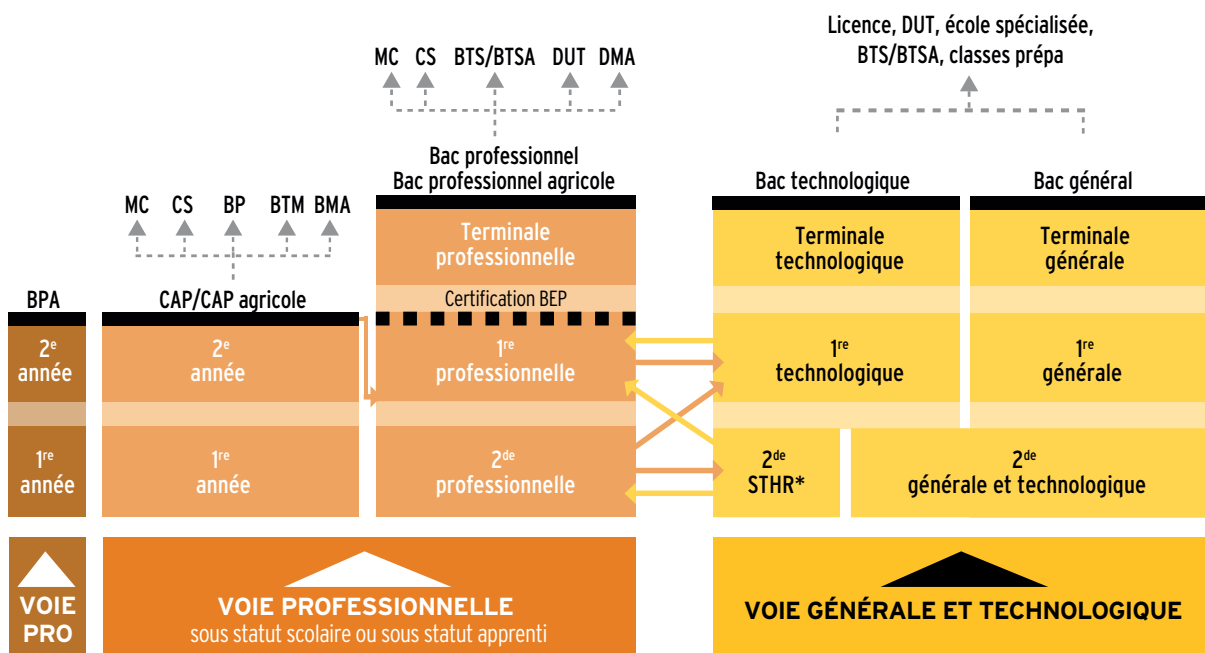 Licence, DUT, école spécialisée,
BTS/BTSA, classes prépa
MC CS BTS/BTSA DUT DMA
Bac professionnel
Bac professionnel agricole
Bac technologique
Bac général
MC CS BP BTM BMA
Terminale
professionnelle
Terminale
technologique
Terminale
générale
BPA
CAP/CAP agricole
Certification BEP
2e
année
2e
année
1re
professionnelle
1re
technologique
1re
générale
1re
année
1re
année
2de
professionnelle
2de
STHR*
2de
générale et technologique
VOIE
PRO
VOIE PROFESSIONNELLE
sous statut scolaire ou sous statut apprenti
VOIE GÉNÉRALE ET TECHNOLOGIQUE